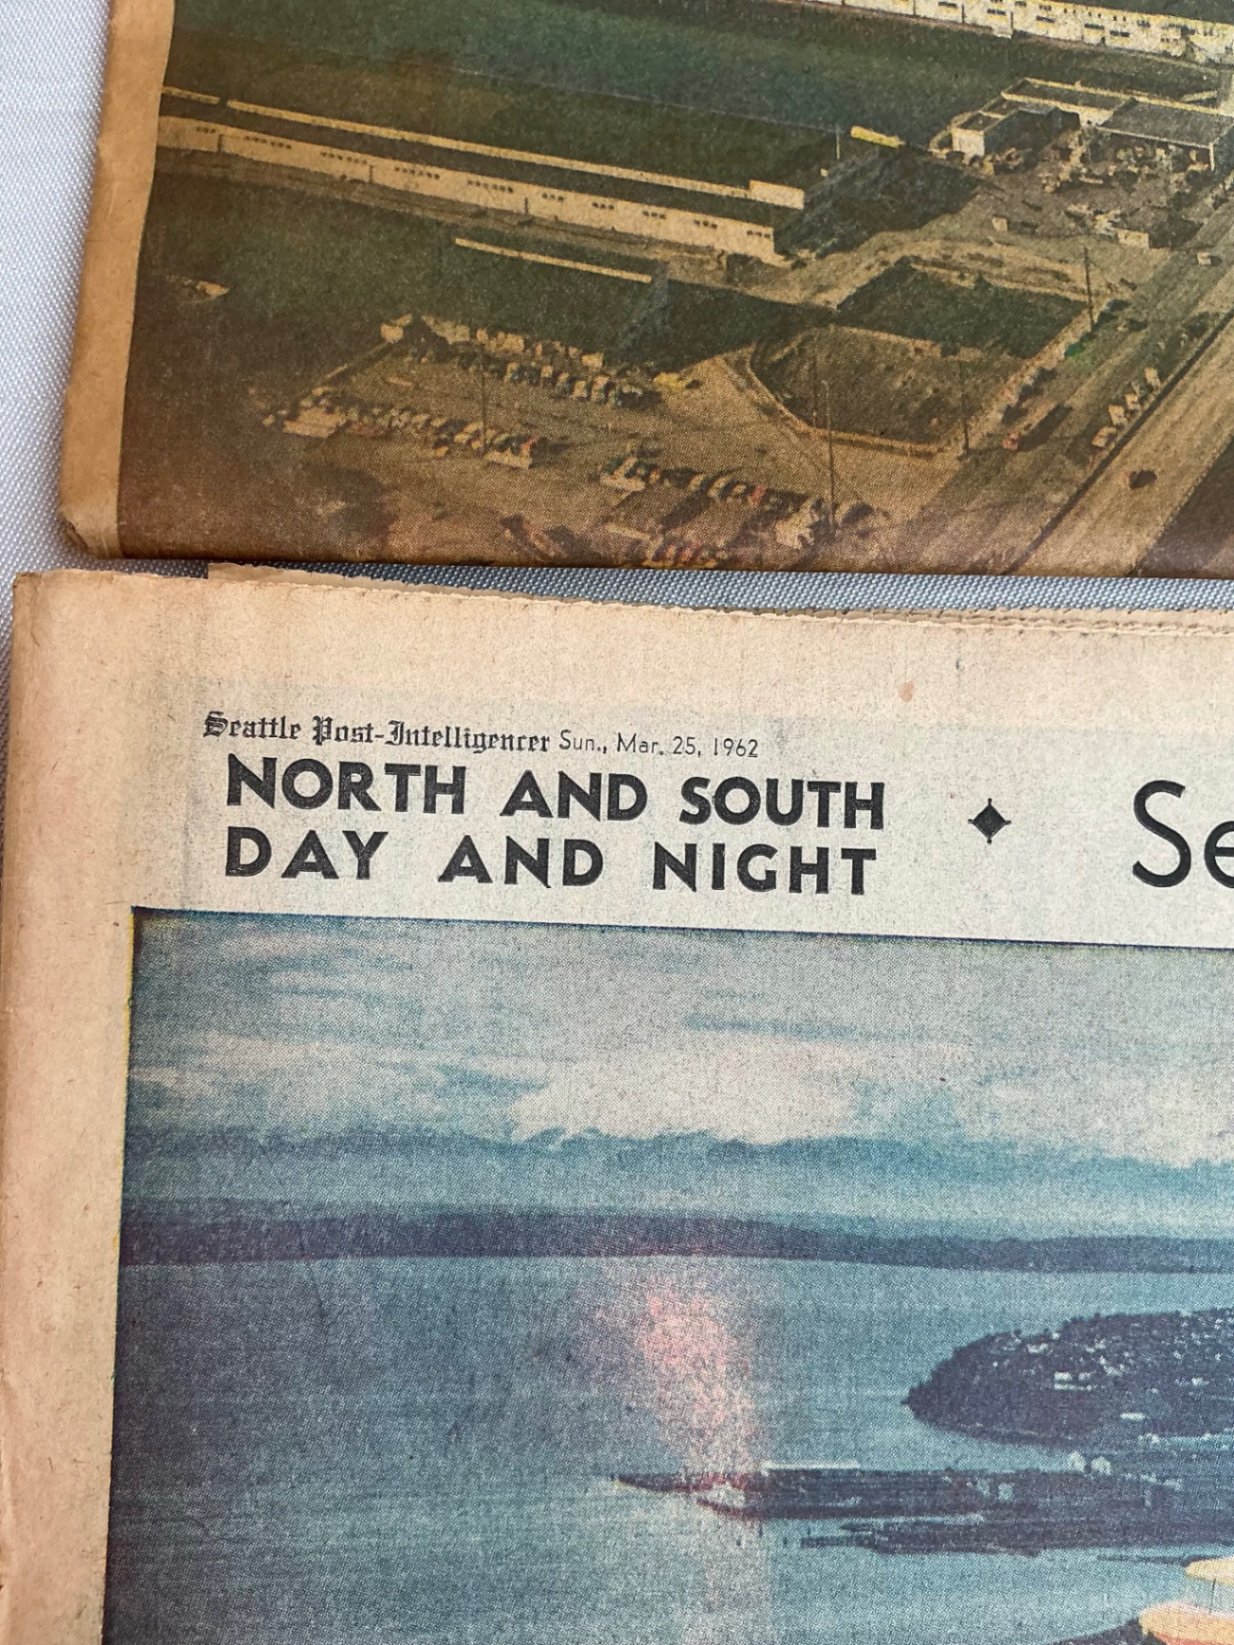 Seattle Post-Intelligencer Sun., Mar. 25, 1962
NORTH AND SOUTH
DAY AND NIGHT